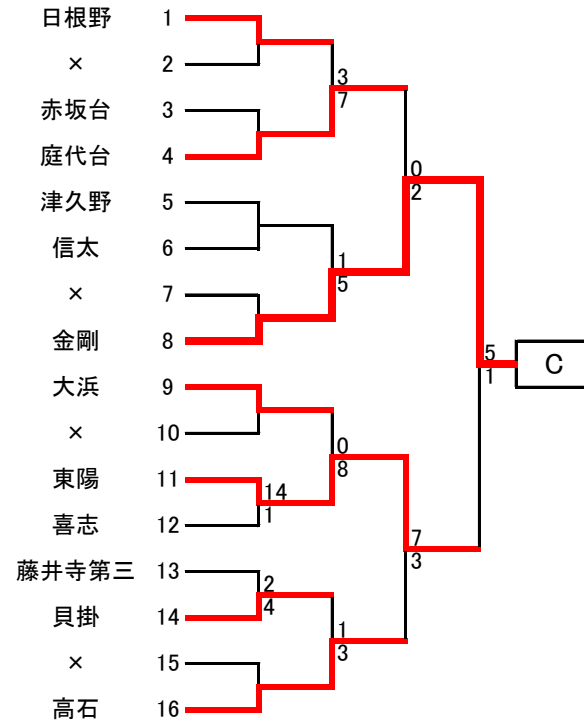 日根野 1
× 2
3
7
赤坂台 3
庭代台 4
0
2
津久野 5
信太 6
1
5
× 7
金剛 8
5
1
C
大浜 9
× 10
0
8
東陽 11
14
1
喜志 12
7
3
藤井寺第三 13
2
4
貝掛 14
1
3
× 15
高石 16